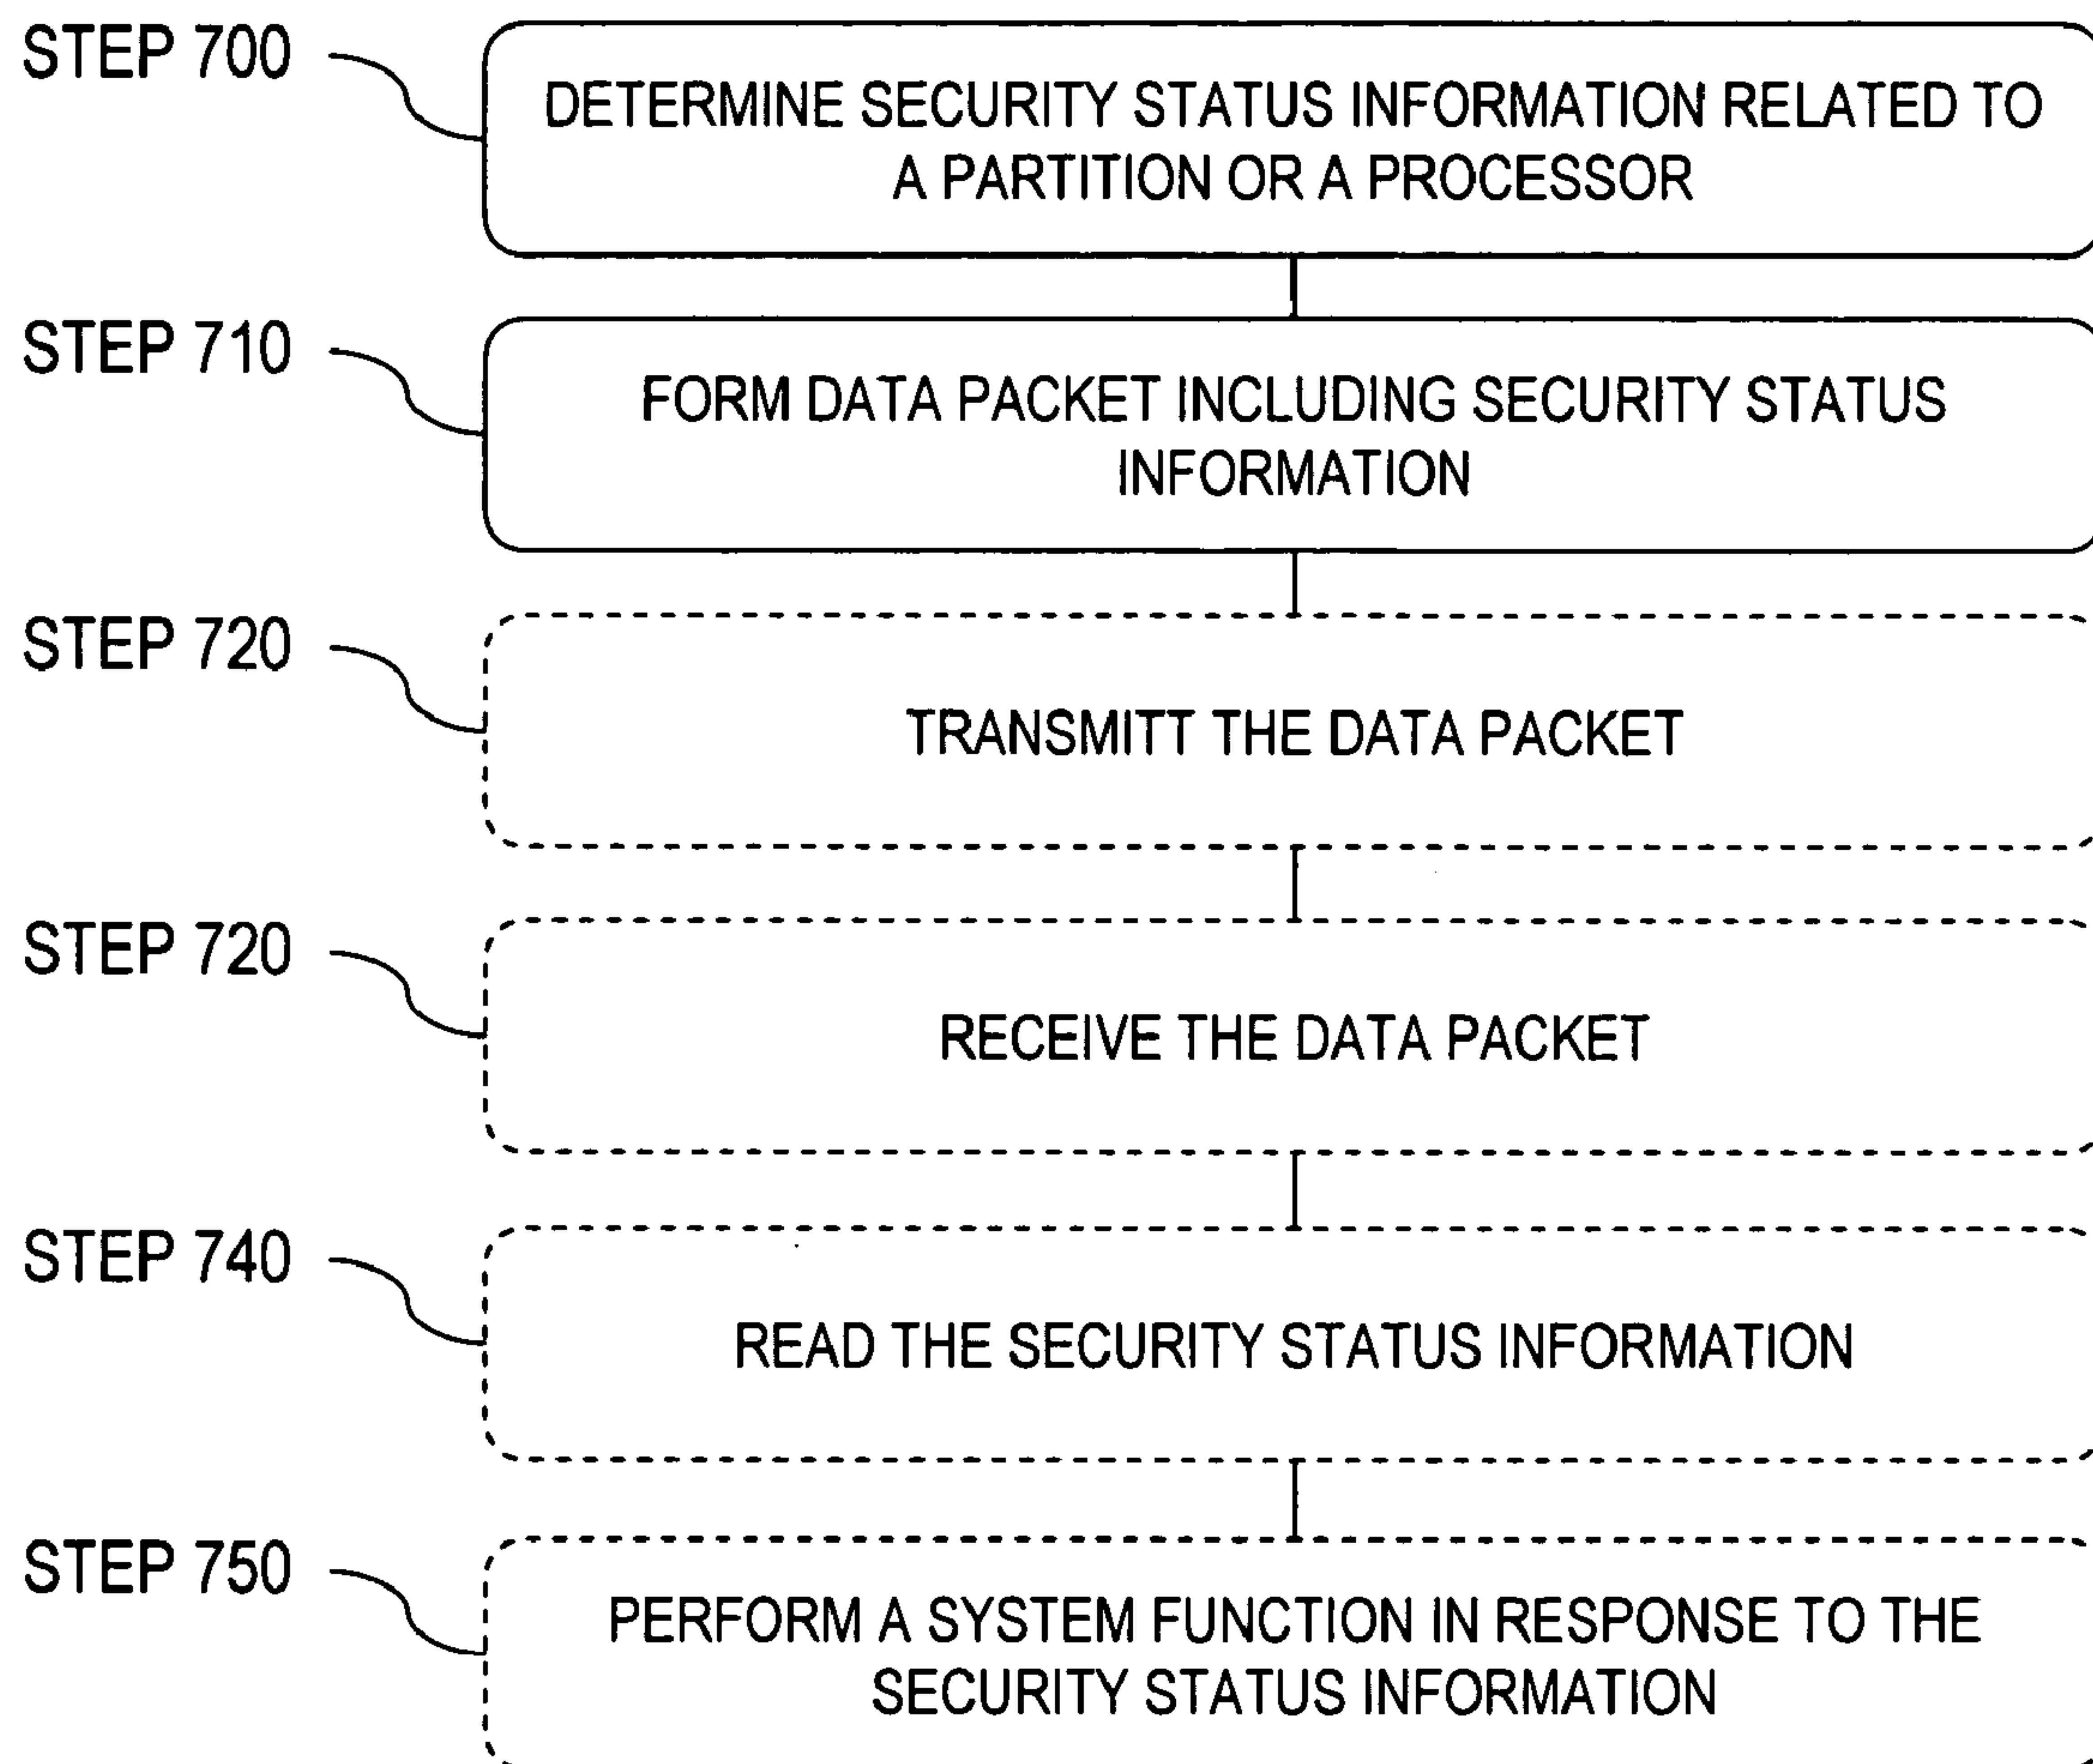 STEP 700
DETERMINE SECURITY STATUS INFORMATION RELATED TO
A PARTITION OR A PROCESSOR
STEP 710
FORM DATA PACKET INCLUDING SECURITY STATUS
INFORMATION
STEP 720
TRANSMITT THE DATA PACKET
STEP 720
RECEIVE THE DATA PACKET
STEP 740
READ THE SECURITY STATUS INFORMATION
STEP 750
PERFORM A SYSTEM FUNCTION IN RESPONSE TO THE
SECURITY STATUS INFORMATION